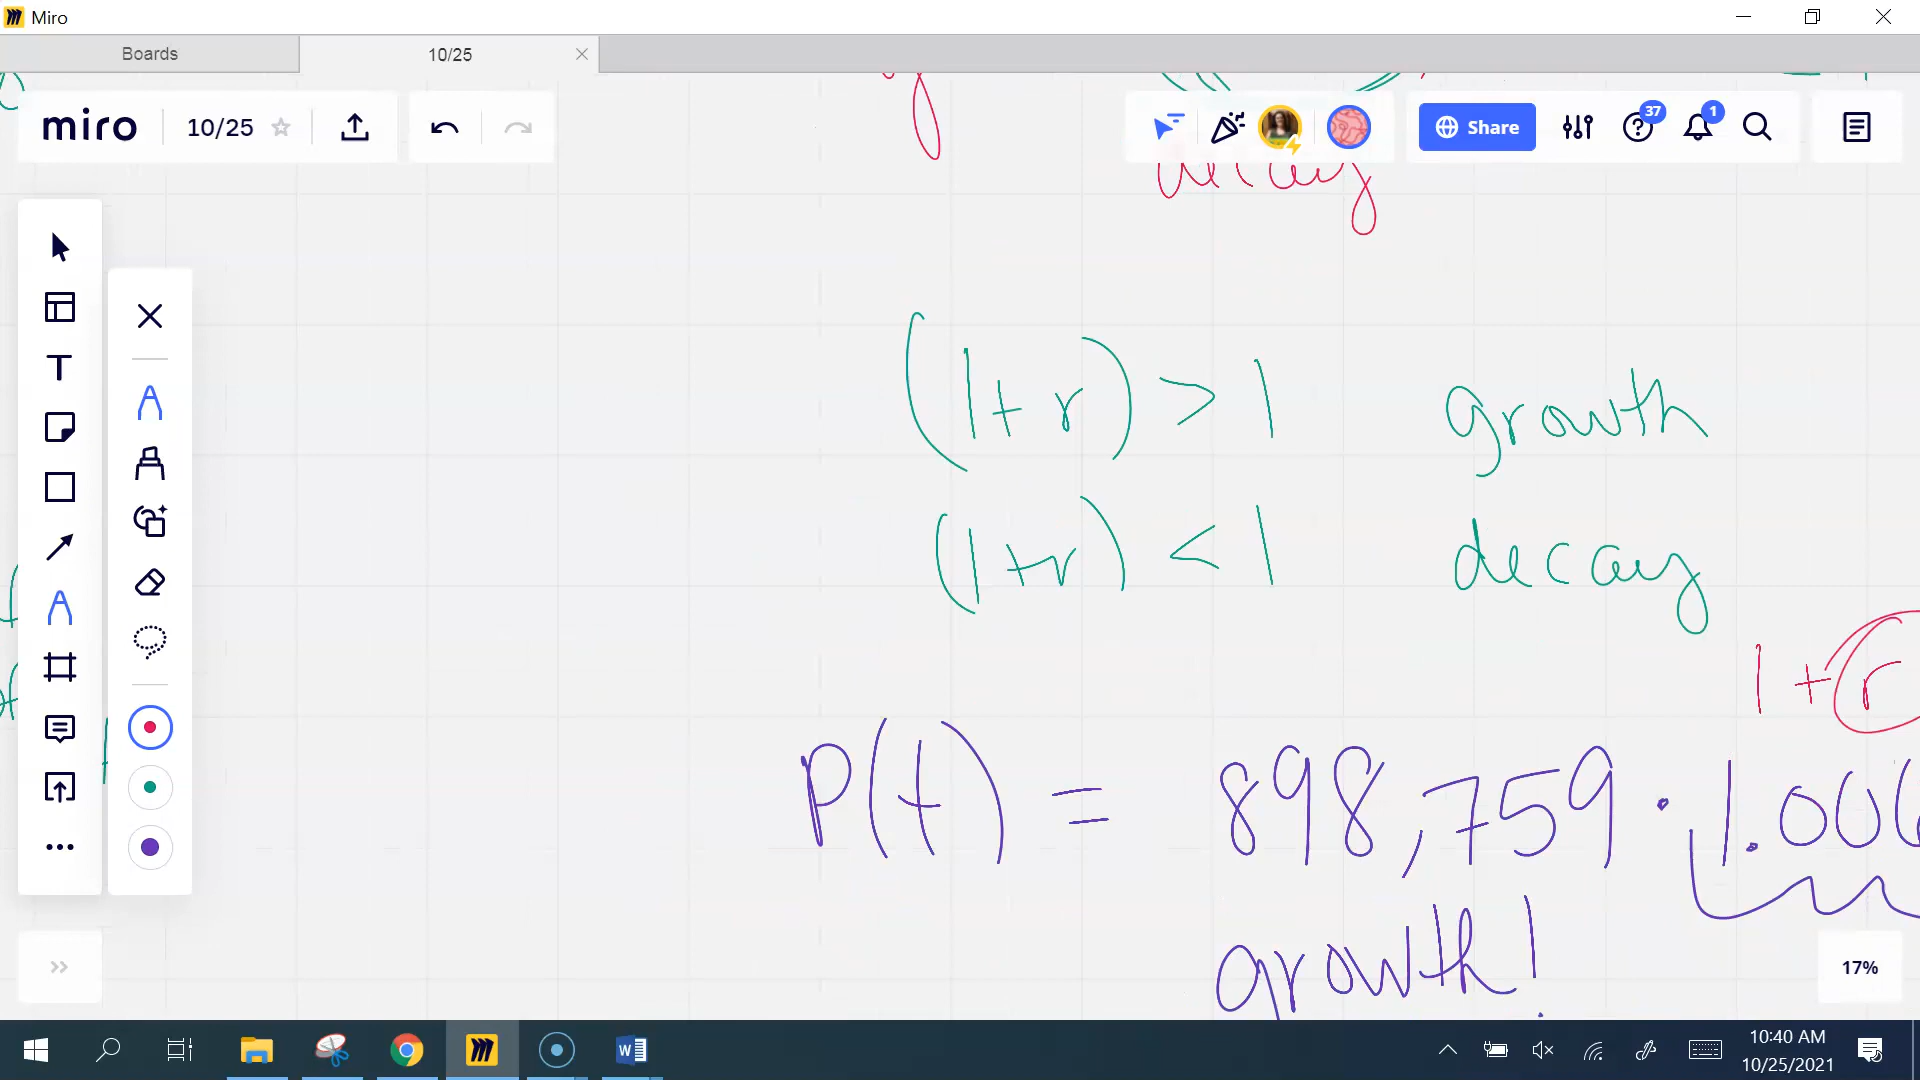 Miro
Boards
10/25
miro
10/25
Share
37
1
decay
(1+r) > 1 growth
(1+r) < 1 decay
1+r
P(t) = 898,759 · 1.00
growth!
17%
10:40 AM
10/25/2021